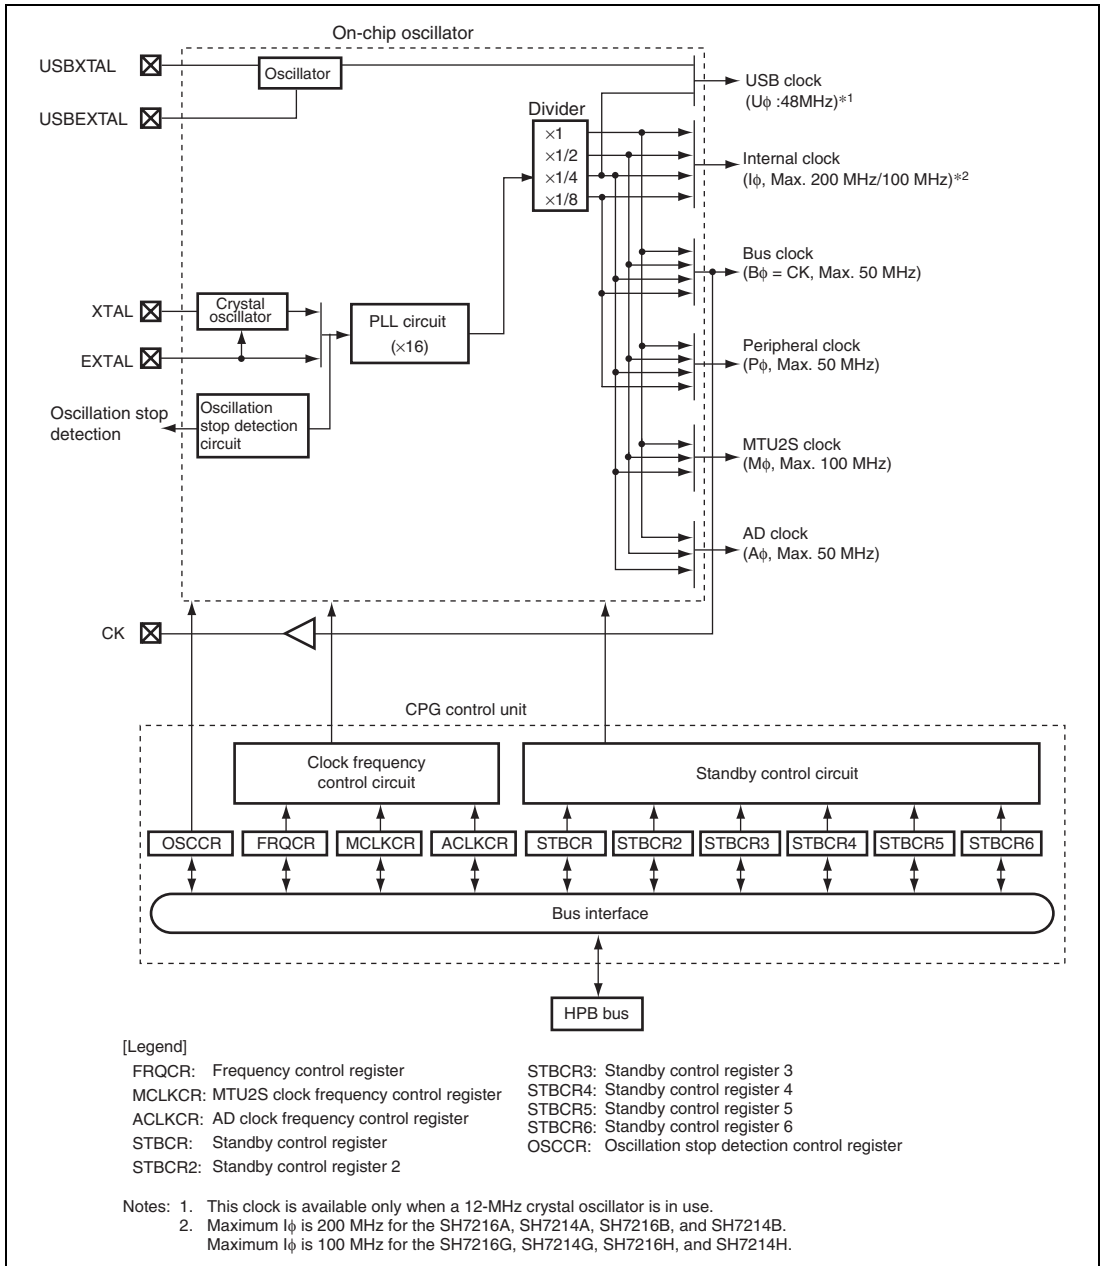 On-chip oscillator
USBXTAL
Oscillator
USBEXTAL
USB clock
(Uϕ :48MHz)*1
Divider
×1
×1/2
×1/4
×1/8
Internal clock
(Iϕ, Max. 200 MHz/100 MHz)*2
Bus clock
(Bϕ = CK, Max. 50 MHz)
XTAL
Crystal
oscillator
EXTAL
PLL circuit
(×16)
Peripheral clock
(Pϕ, Max. 50 MHz)
Oscillation stop
detection
Oscillation
stop detection
circuit
MTU2S clock
(Mϕ, Max. 100 MHz)
AD clock
(Aϕ, Max. 50 MHz)
CK
CPG control unit
Clock frequency
control circuit
Standby control circuit
OSCCR
FRQCR
MCLKCR
ACLKCR
STBCR
STBCR2
STBCR3
STBCR4
STBCR5
STBCR6
Bus interface
HPB bus
[Legend]
FRQCR: Frequency control register
MCLKCR: MTU2S clock frequency control register
ACLKCR: AD clock frequency control register
STBCR: Standby control register
STBCR2: Standby control register 2
STBCR3: Standby control register 3
STBCR4: Standby control register 4
STBCR5: Standby control register 5
STBCR6: Standby control register 6
OSCCR: Oscillation stop detection control register
Notes: 1. This clock is available only when a 12-MHz crystal oscillator is in use.
2. Maximum Iϕ is 200 MHz for the SH7216A, SH7214A, SH7216B, and SH7214B.
Maximum Iϕ is 100 MHz for the SH7216G, SH7214G, SH7216H, and SH7214H.